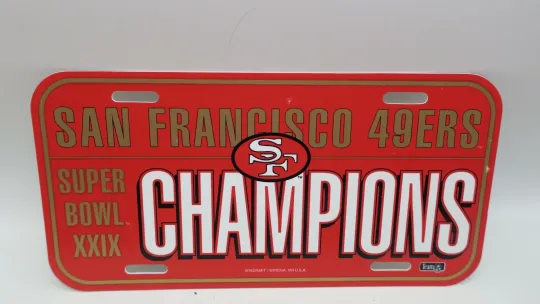 SAN FRANCISCO 49ERS
SF
SUPER
BOWL
XXIX
CHAMPIONS